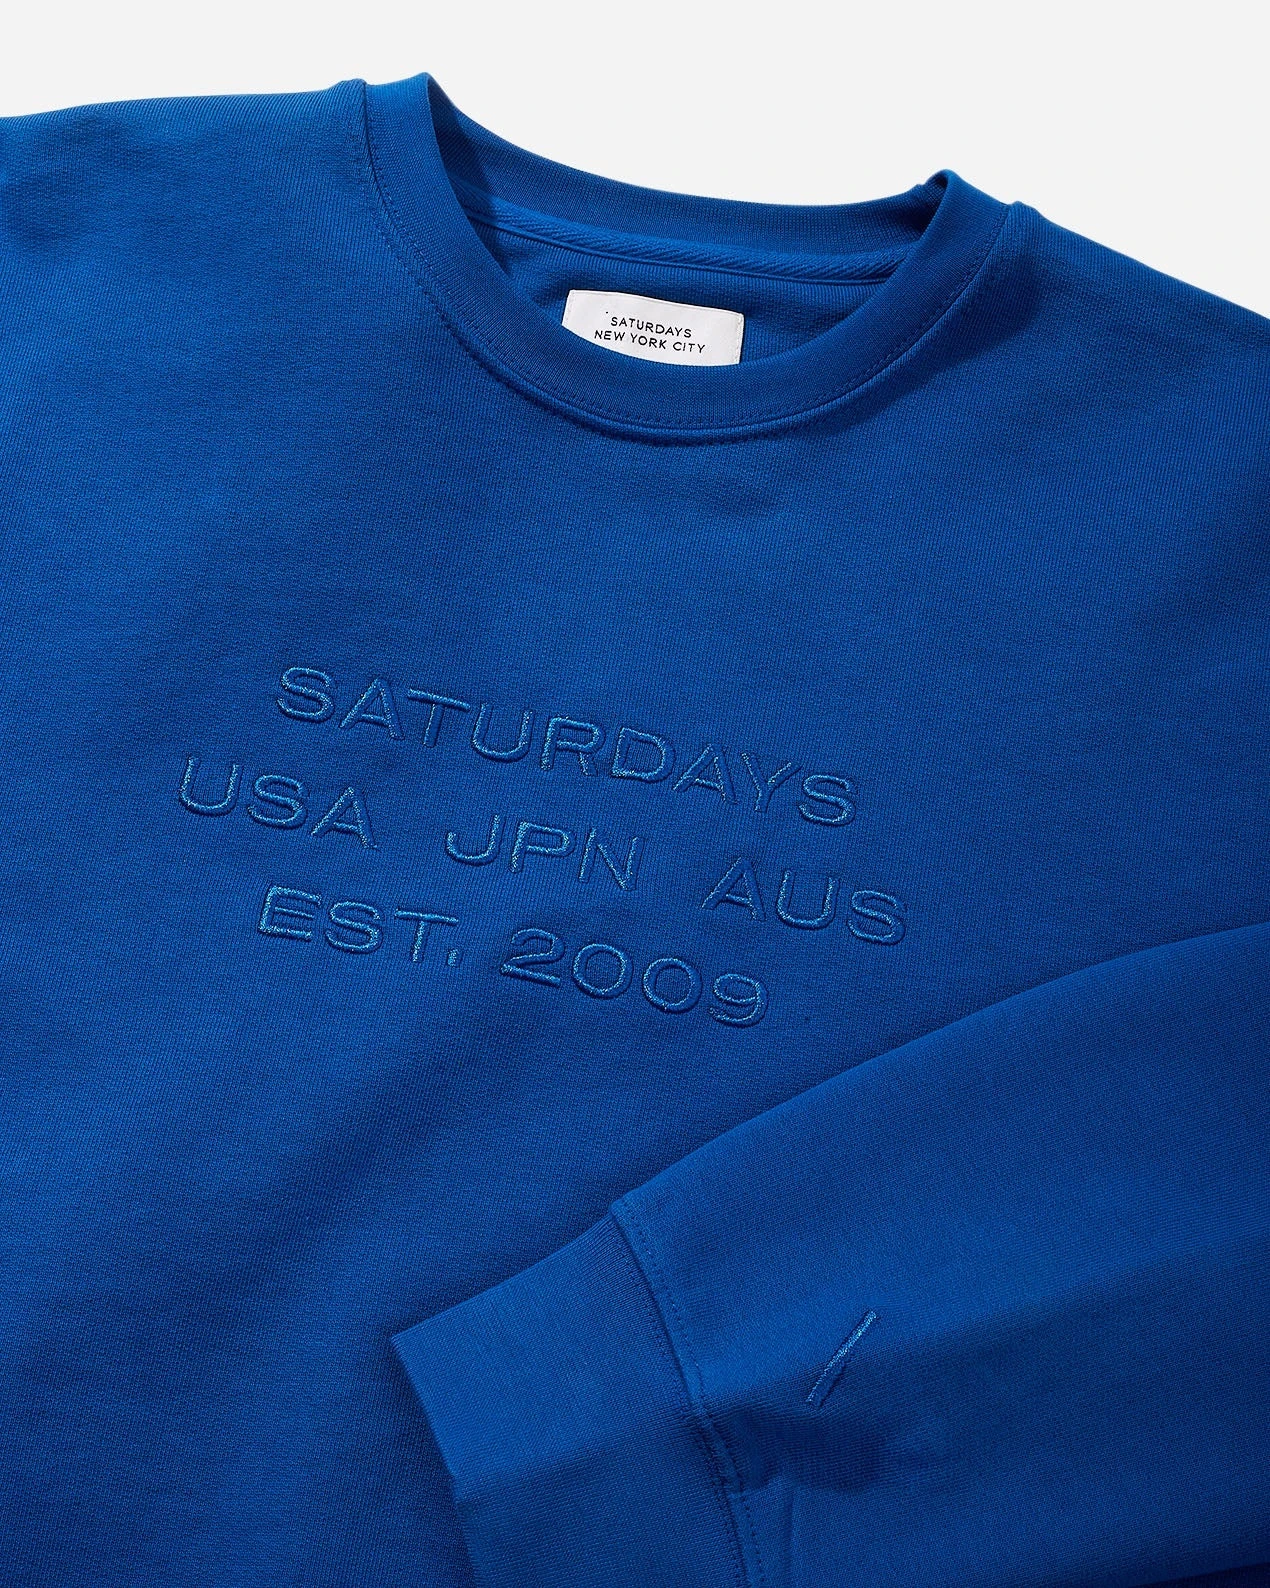 SATURDAYS
NEW YORK CITY
SATURDAYS
USA JPN AUS
EST. 2009
/